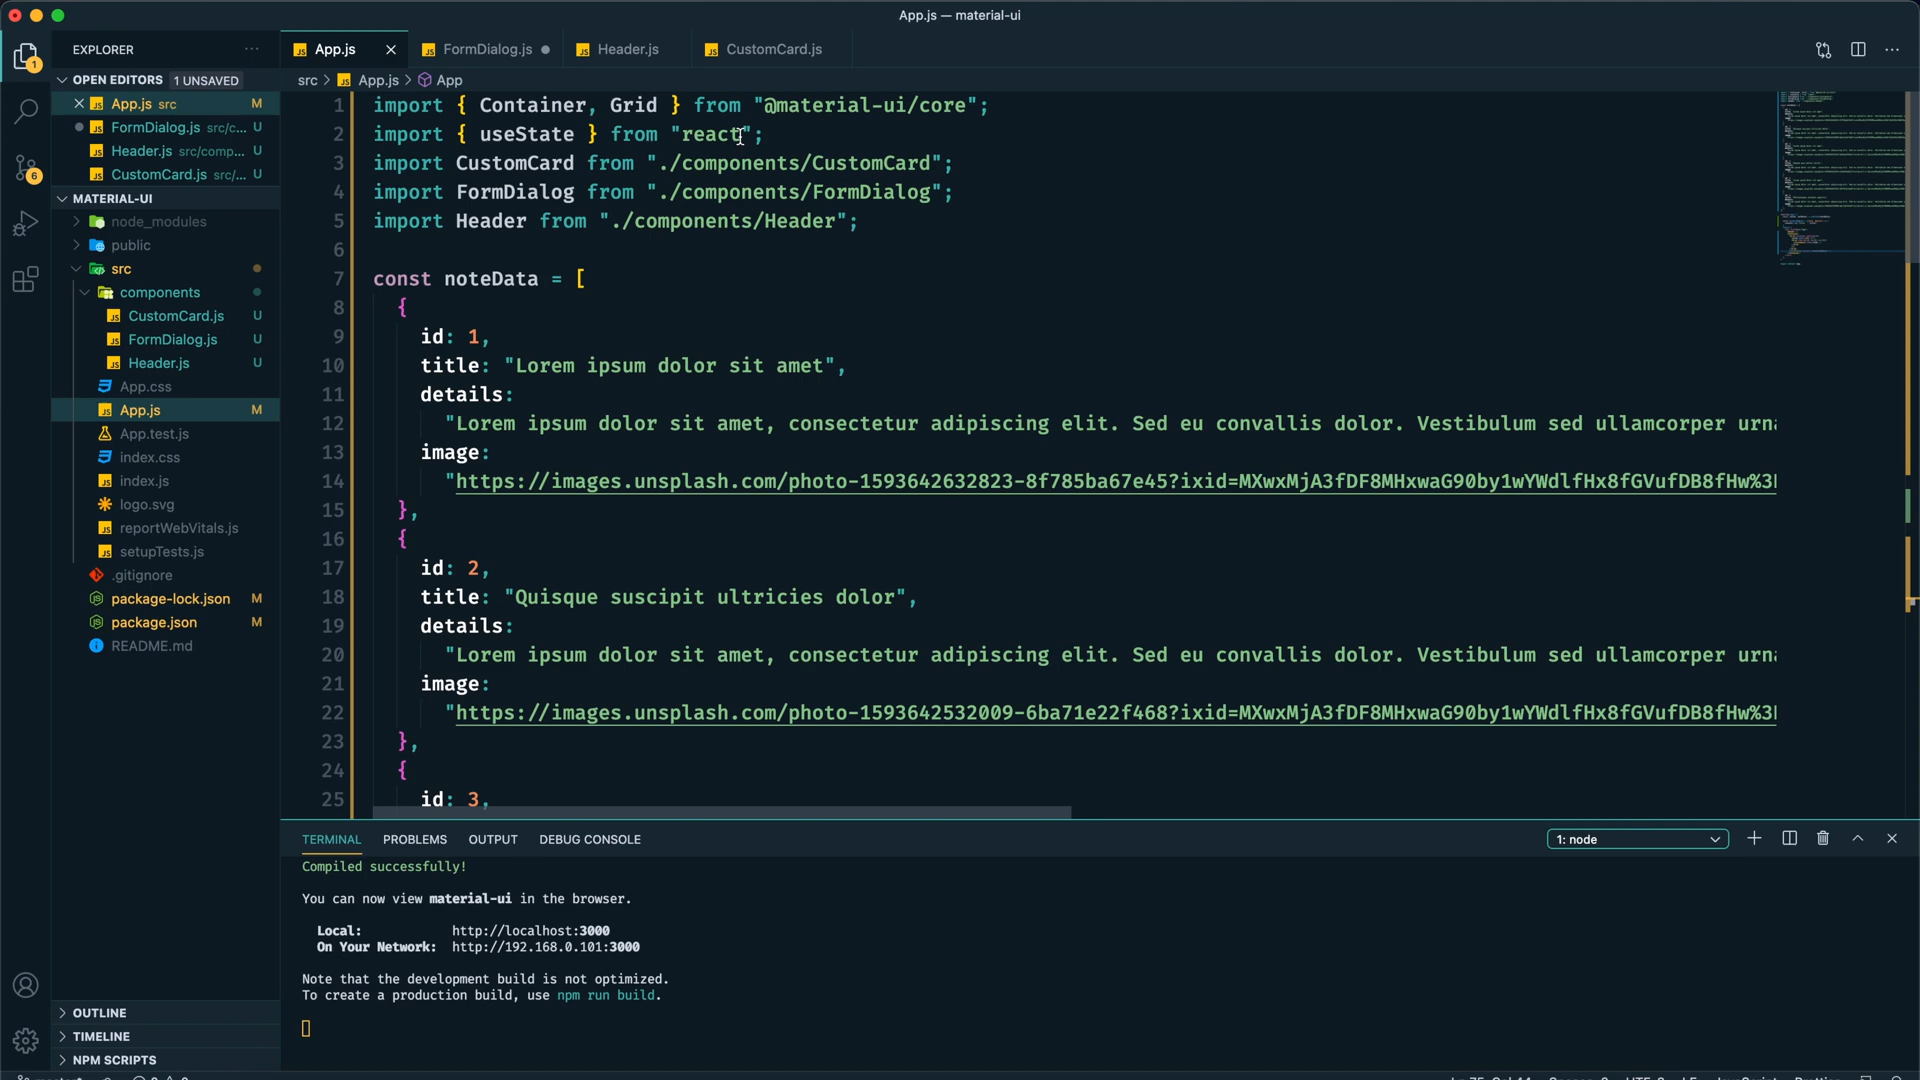 App.js — material-ui
EXPLORER
App.js
FormDialog.js
Header.js
CustomCard.js
OPEN EDITORS 1 UNSAVED
src > App.js > App
App.js src M
FormDialog.js src/c... U
Header.js src/comp... U
CustomCard.js src/... U
MATERIAL-UI
node_modules
public
src
components
CustomCard.js U
FormDialog.js U
Header.js U
App.css
App.js M
App.test.js
index.css
index.js
logo.svg
reportWebVitals.js
setupTests.js
.gitignore
package-lock.json M
package.json M
README.md
OUTLINE
TIMELINE
NPM SCRIPTS
1
6
1 import { Container, Grid } from "@material-ui/core";
2 import { useState } from "react";
3 import CustomCard from "./components/CustomCard";
4 import FormDialog from "./components/FormDialog";
5 import Header from "./components/Header";
6
7 const noteData = [
8 {
9 id: 1,
10 title: "Lorem ipsum dolor sit amet",
11 details:
12 "Lorem ipsum dolor sit amet, consectetur adipiscing elit. Sed eu convallis dolor. Vestibulum sed ullamcorper urna
13 image:
14 "https://images.unsplash.com/photo-1593642632823-8f785ba67e45?ixid=MXwxMjA3fDF8MHxwaG90by1wYWdlfHx8fGVufDB8fHw%3
15 },
16 {
17 id: 2,
18 title: "Quisque suscipit ultricies dolor",
19 details:
20 "Lorem ipsum dolor sit amet, consectetur adipiscing elit. Sed eu convallis dolor. Vestibulum sed ullamcorper urna
21 image:
22 "https://images.unsplash.com/photo-1593642532009-6ba71e22f468?ixid=MXwxMjA3fDF8MHxwaG90by1wYWdlfHx8fGVufDB8fHw%3
23 },
24 {
25 id: 3,
TERMINAL PROBLEMS OUTPUT DEBUG CONSOLE
1: node
Compiled successfully!
You can now view material-ui in the browser.
Local: http://localhost:3000
On Your Network: http://192.168.0.101:3000
Note that the development build is not optimized.
To create a production build, use npm run build.